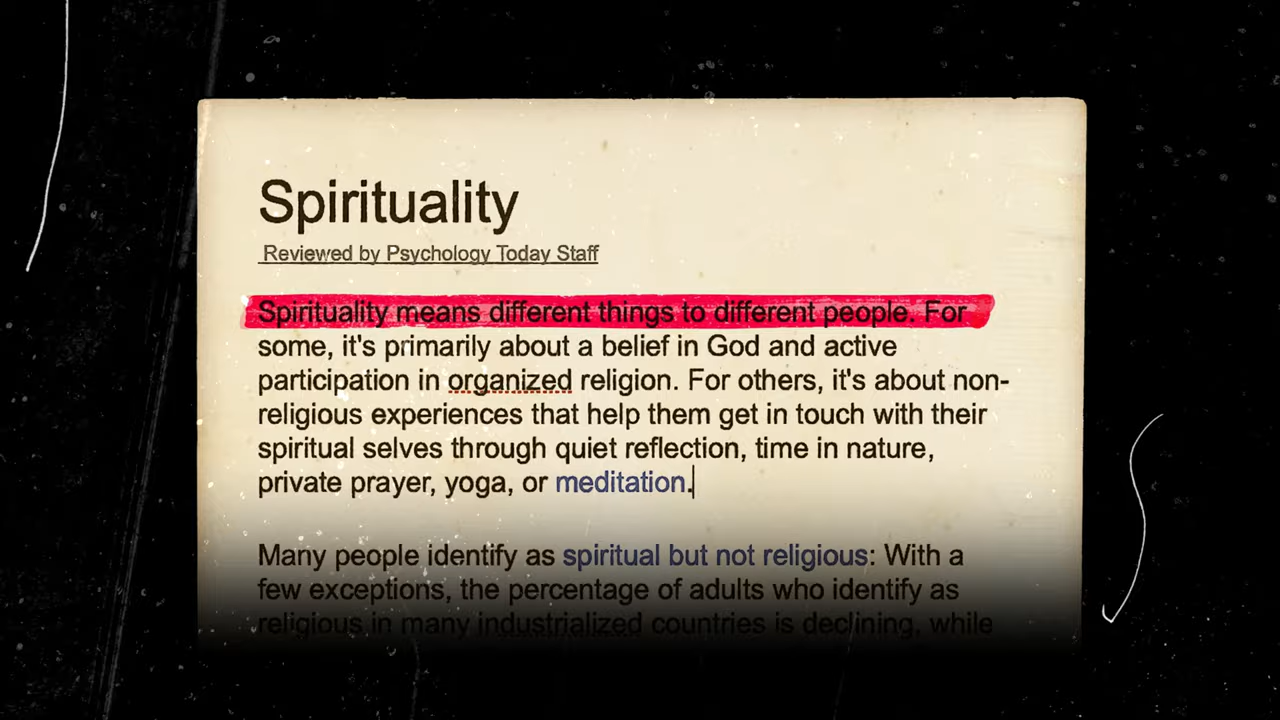 Spirituality
Reviewed by Psychology Today Staff
Spirituality means different things to different people. For
some, it's primarily about a belief in God and active
participation in organized religion. For others, it's about non-
religious experiences that help them get in touch with their
spiritual selves through quiet reflection, time in nature,
private prayer, yoga, or meditation.
Many people identify as spiritual but not religious: With a
few exceptions, the percentage of adults who identify as
religious in many industrialized countries is declining, while